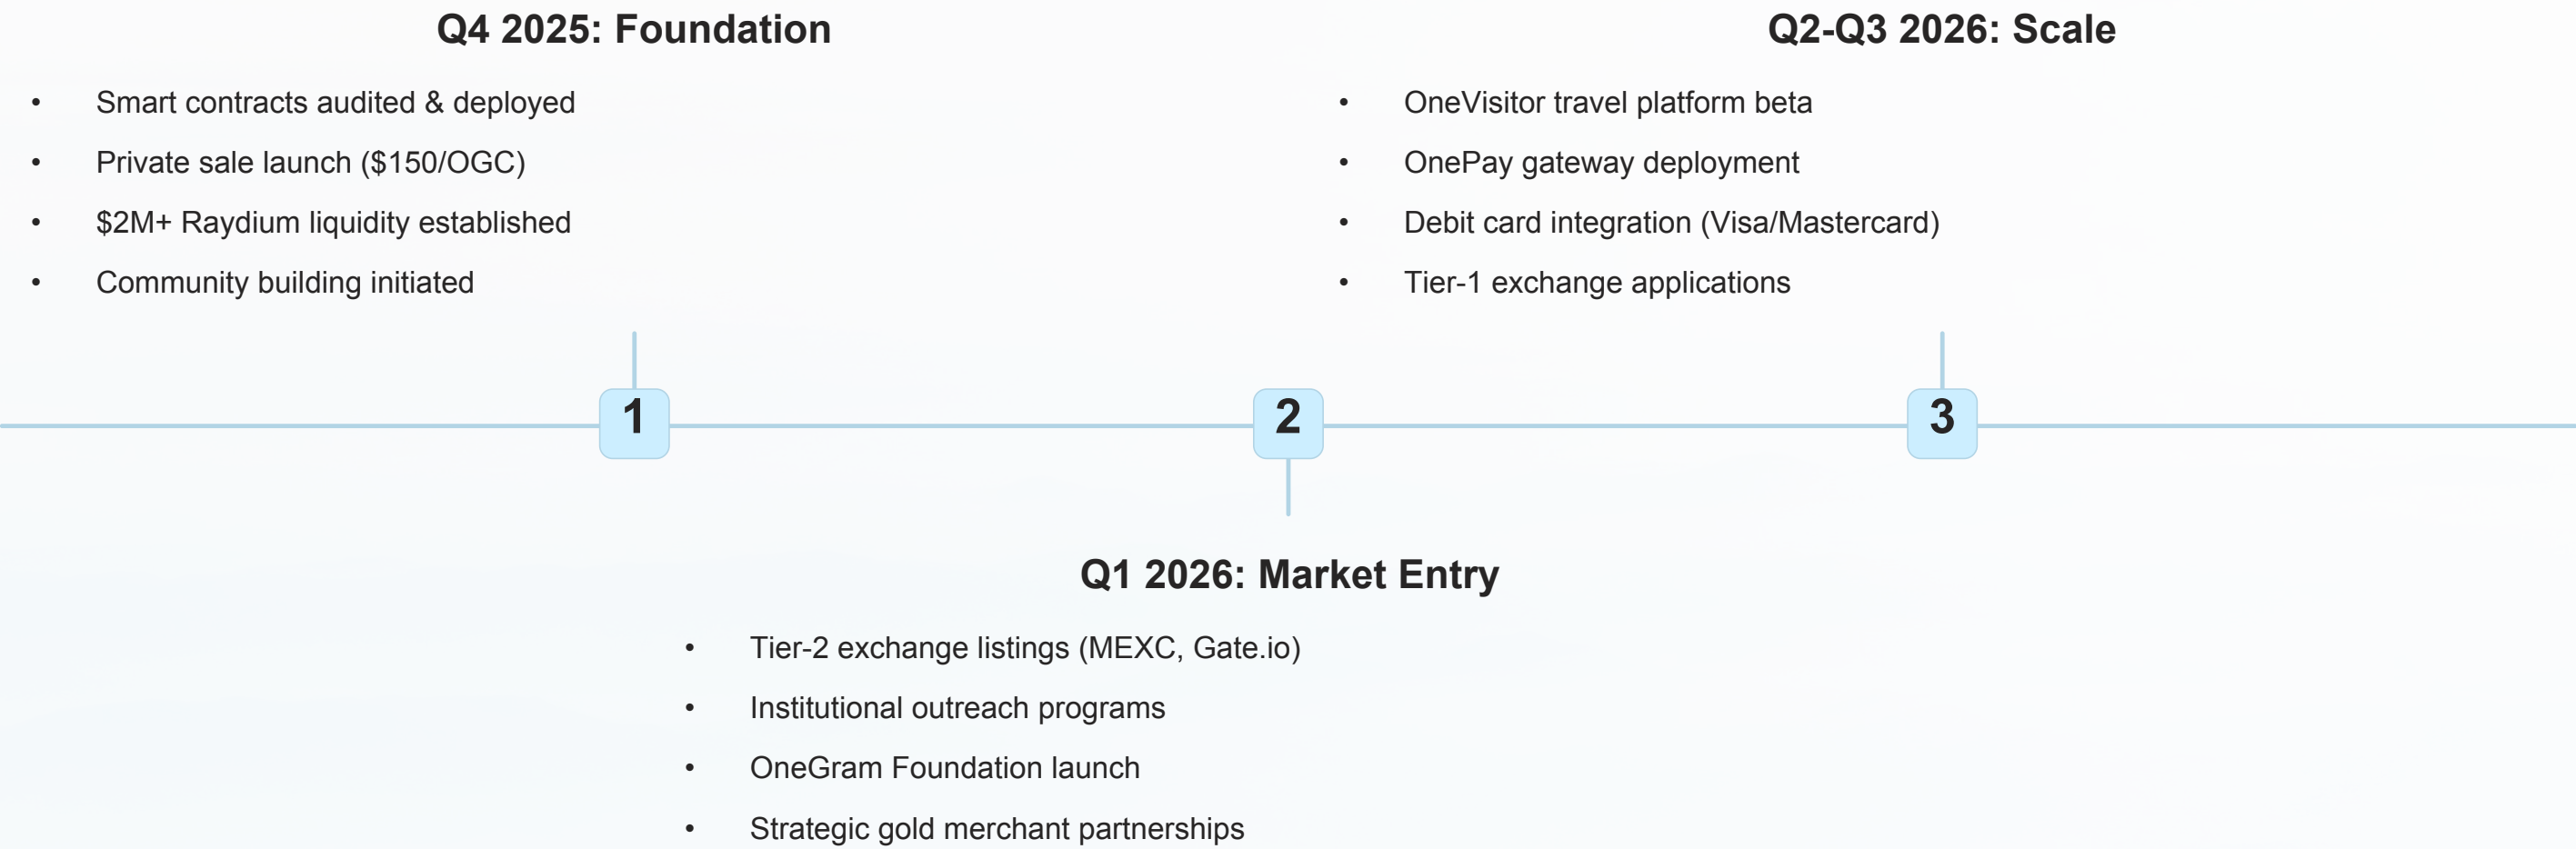 Q4 2025: Foundation
• Smart contracts audited & deployed
• Private sale launch ($150/OGC)
• $2M+ Raydium liquidity established
• Community building initiated
1
Q1 2026: Market Entry
• Tier-2 exchange listings (MEXC, Gate.io)
• Institutional outreach programs
• OneGram Foundation launch
• Strategic gold merchant partnerships
2
Q2-Q3 2026: Scale
• OneVisitor travel platform beta
• OnePay gateway deployment
• Debit card integration (Visa/Mastercard)
• Tier-1 exchange applications
3